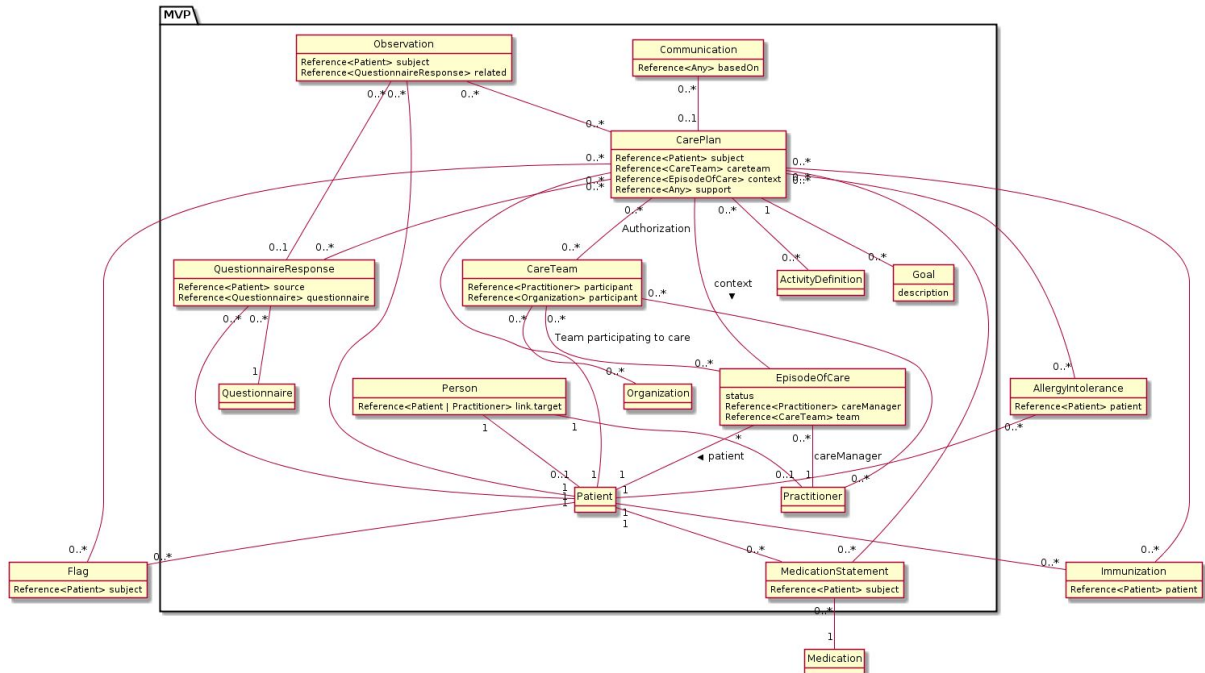 MVP
Observation
Reference<Patient> subject
Reference<QuestionnaireResponse> related
Communication
Reference<Any> basedOn
0..*
0..*
0..*
0..*
0..1
0..*
CarePlan
Reference<Patient> subject
Reference<CareTeam> careteam
Reference<EpisodeOfCare> context
Reference<Any> support
0..*
0..*
0..*
0..*
0..*
0..*
0..*
0..*
1
Authorization
0..1
0..*
0..*
0..*
0..*
QuestionnaireResponse
Reference<Patient> source
Reference<Questionnaire> questionnaire
CareTeam
Reference<Practitioner> participant
Reference<Organization> participant
0..*
ActivityDefinition
Goal
description
context
▼
0..*
0..*
0..*
0..*
Team participating to care
1
0..*
0..*
0..*
Questionnaire
Person
Reference<Patient | Practitioner> link.target
Organization
EpisodeOfCare
status
Reference<Practitioner> careManager
Reference<CareTeam> team
AllergyIntolerance
Reference<Patient> patient
1
1
*
0..*
0..*
◄ patient
careManager
0..1
1
1
0..1
1
0..*
1
1
1
1
Patient
Practitioner
1
1
0..*
0..*
0..*
0..*
0..*
0..*
Flag
Reference<Patient> subject
MedicationStatement
Reference<Patient> subject
Immunization
Reference<Patient> patient
0..*
1
Medication